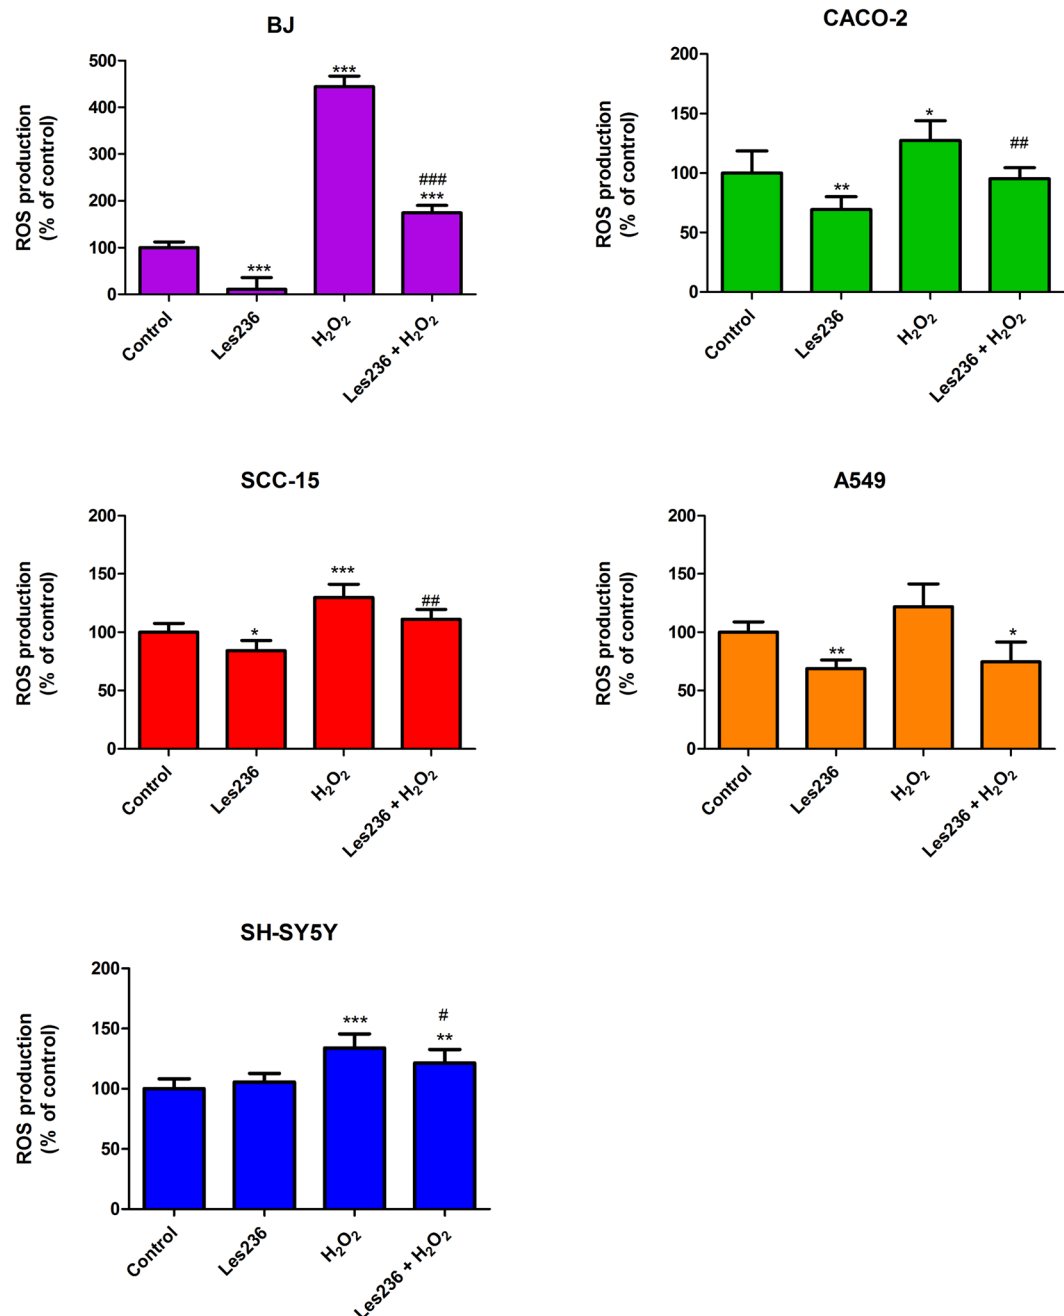 BJ
ROS production
(% of control)
500
400
300
200
100
0
***
***
###
***
Control
Les236
H₂O₂
Les236 + H₂O₂
CACO-2
ROS production
(% of control)
200
150
100
50
0
**
*
##
Control
Les236
H₂O₂
Les236 + H₂O₂
SCC-15
ROS production
(% of control)
200
150
100
50
0
*
***
##
Control
Les236
H₂O₂
Les236 + H₂O₂
A549
ROS production
(% of control)
200
150
100
50
0
**
*
Control
Les236
H₂O₂
Les236 + H₂O₂
SH-SY5Y
ROS production
(% of control)
200
150
100
50
0
***
#
**
Control
Les236
H₂O₂
Les236 + H₂O₂